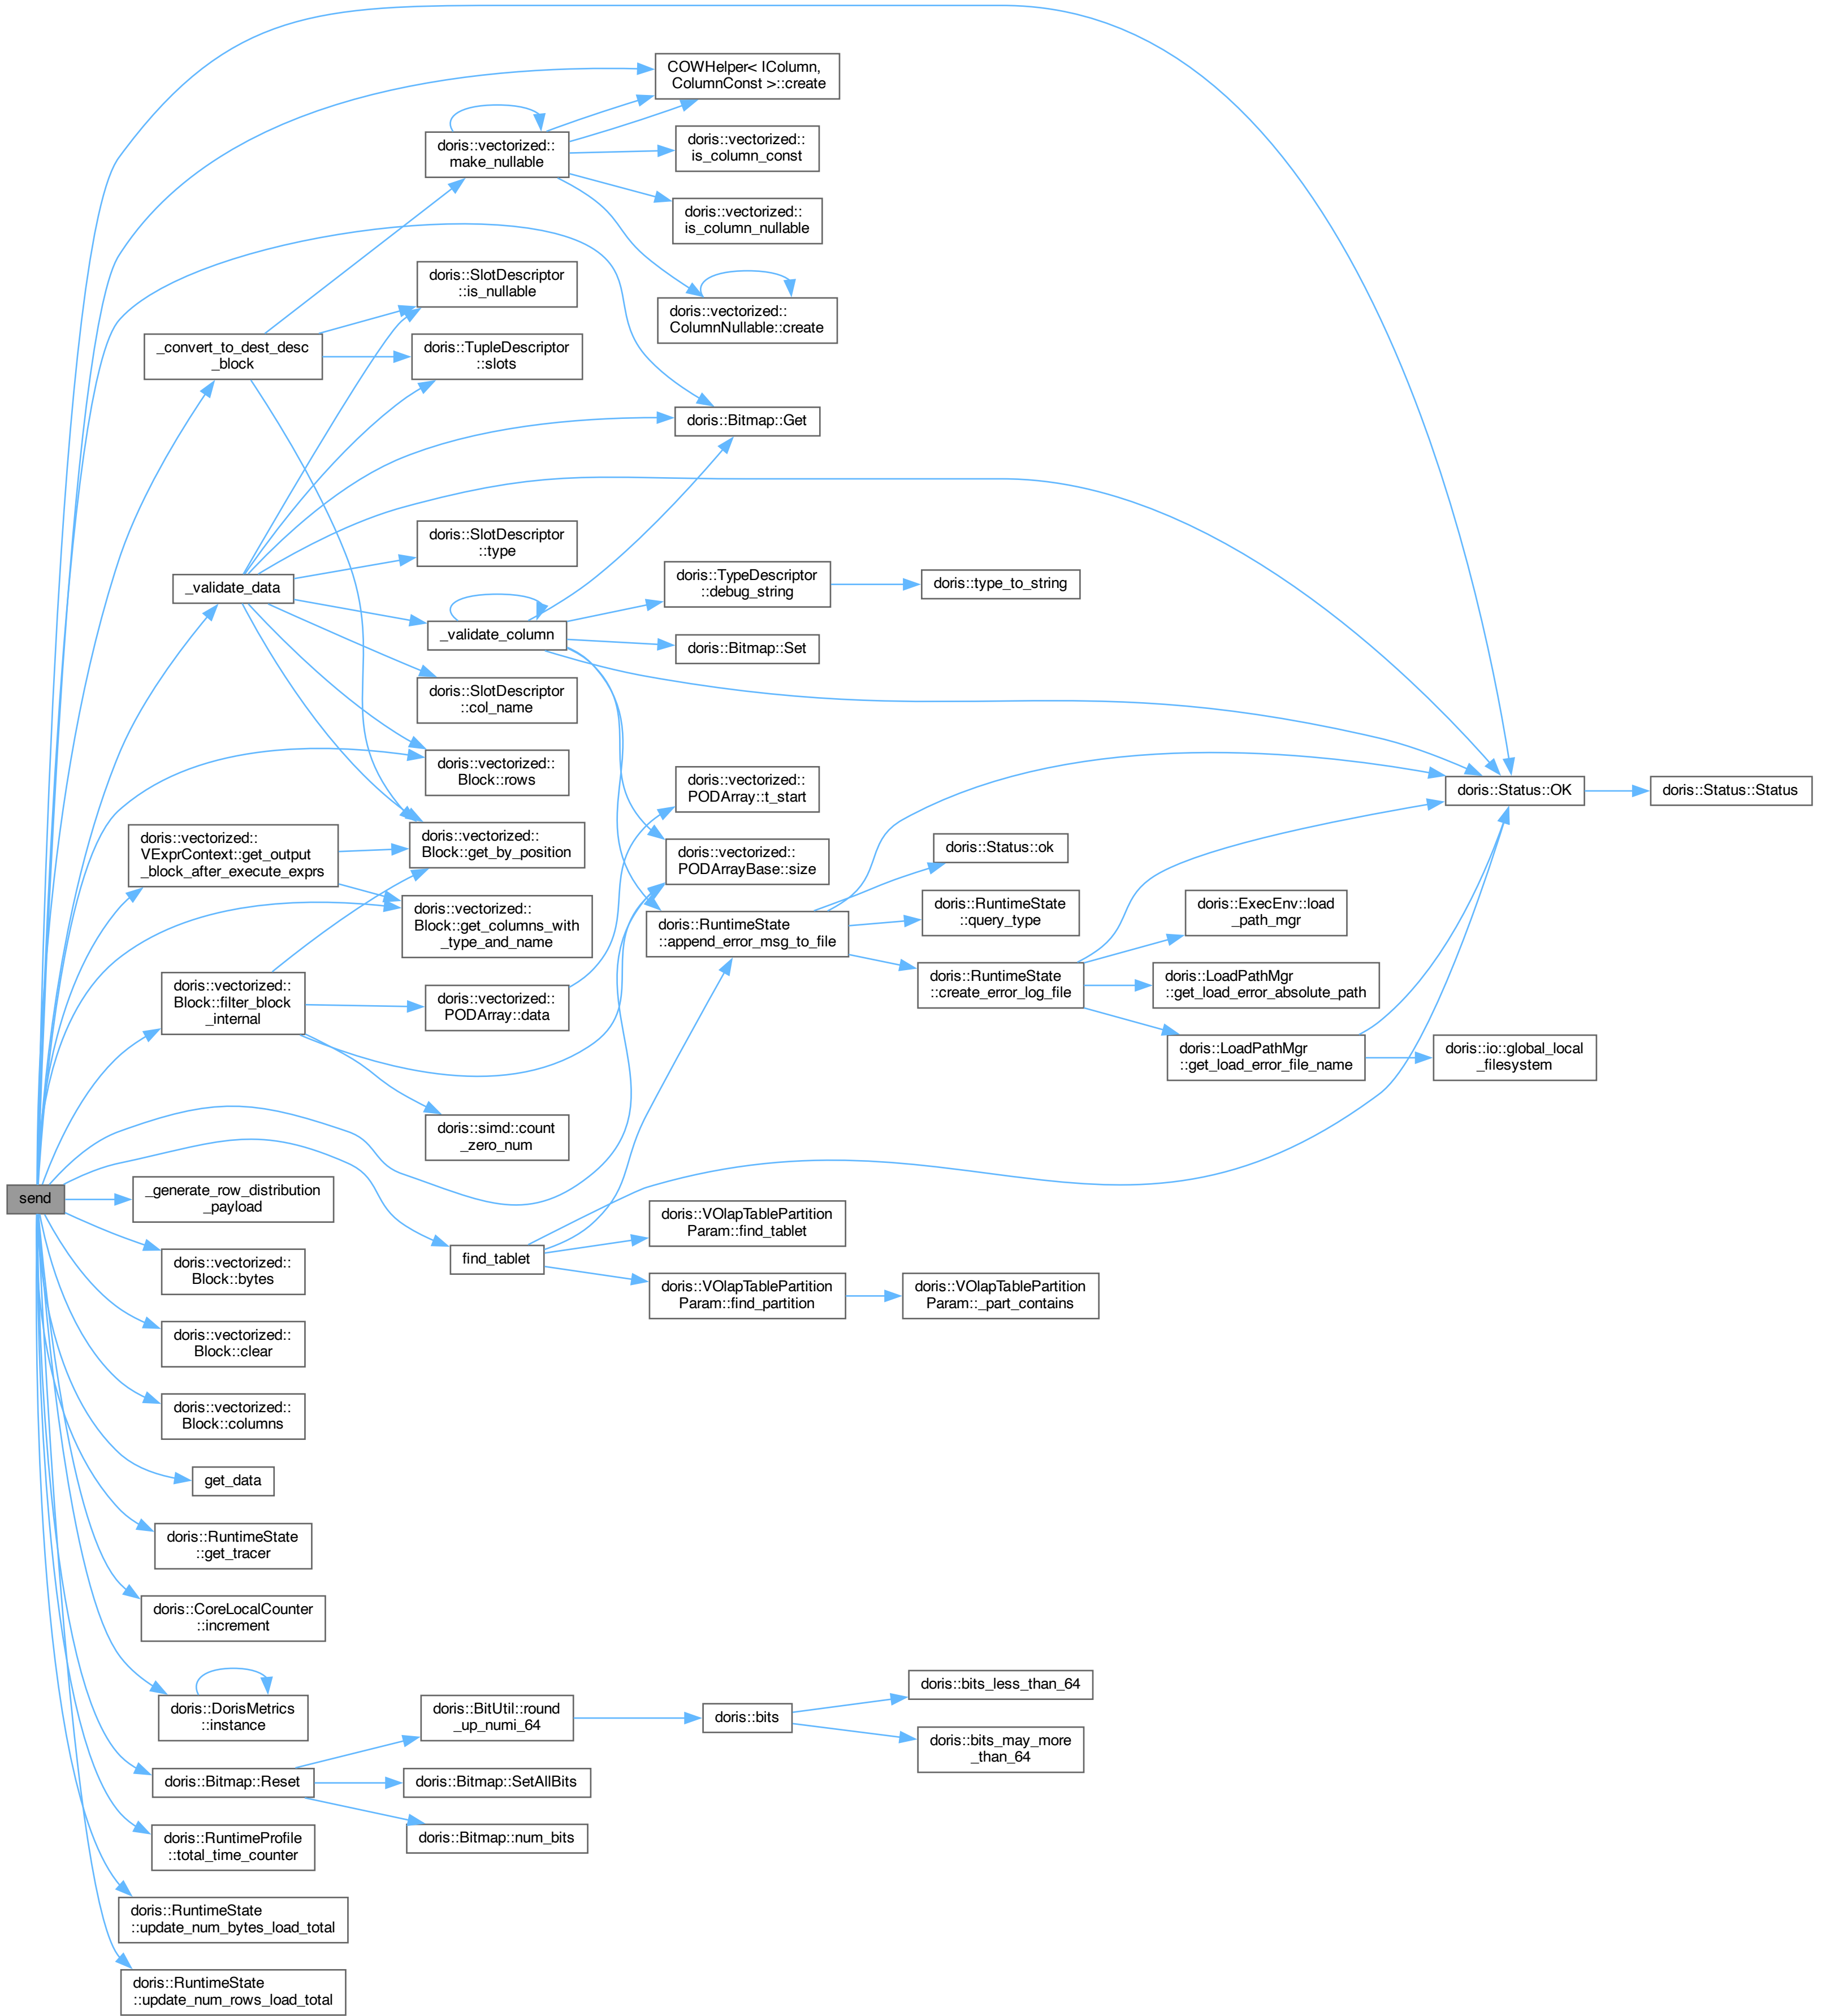 COWHelper< IColumn,
ColumnConst >::create
doris::vectorized::
make_nullable
doris::vectorized::
is_column_const
doris::vectorized::
is_column_nullable
doris::SlotDescriptor
::is_nullable
doris::vectorized::
ColumnNullable::create
_convert_to_dest_desc
_block
doris::TupleDescriptor
::slots
doris::Bitmap::Get
doris::SlotDescriptor
::type
_validate_data
doris::TypeDescriptor
::debug_string
doris::type_to_string
_validate_column
doris::Bitmap::Set
doris::SlotDescriptor
::col_name
doris::vectorized::
Block::rows
doris::vectorized::
PODArray::t_start
doris::Status::OK
doris::Status::Status
doris::vectorized::
VExprContext::get_output
_block_after_execute_exprs
doris::vectorized::
Block::get_by_position
doris::vectorized::
PODArrayBase::size
doris::Status::ok
doris::vectorized::
Block::get_columns_with
_type_and_name
doris::RuntimeState
::append_error_msg_to_file
doris::RuntimeState
::query_type
doris::ExecEnv::load
_path_mgr
doris::vectorized::
Block::filter_block
_internal
doris::vectorized::
PODArray::data
doris::RuntimeState
::create_error_log_file
doris::LoadPathMgr
::get_load_error_absolute_path
doris::LoadPathMgr
::get_load_error_file_name
doris::io::global_local
_filesystem
doris::simd::count
_zero_num
send
_generate_row_distribution
_payload
doris::VOlapTablePartition
Param::find_tablet
find_tablet
doris::vectorized::
Block::bytes
doris::VOlapTablePartition
Param::find_partition
doris::VOlapTablePartition
Param::_part_contains
doris::vectorized::
Block::clear
doris::vectorized::
Block::columns
get_data
doris::RuntimeState
::get_tracer
doris::CoreLocalCounter
::increment
doris::DorisMetrics
::instance
doris::BitUtil::round
_up_numi_64
doris::bits
doris::bits_less_than_64
doris::bits_may_more
_than_64
doris::Bitmap::Reset
doris::Bitmap::SetAllBits
doris::Bitmap::num_bits
doris::RuntimeProfile
::total_time_counter
doris::RuntimeState
::update_num_bytes_load_total
doris::RuntimeState
::update_num_rows_load_total